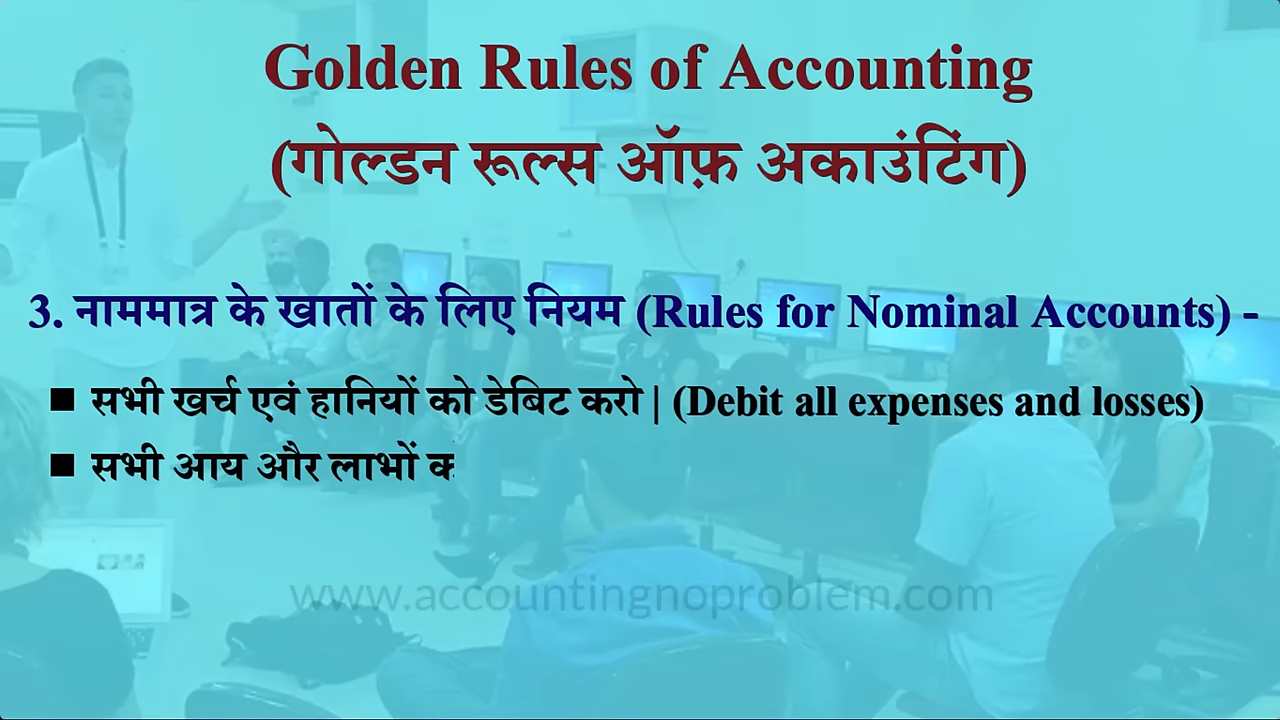 Golden Rules of Accounting
(गोल्डन रूल्स ऑफ़ अकाउंटिंग)
3. नाममात्र के खातों के लिए नियम (Rules for Nominal Accounts) -
■ सभी खर्च एवं हानियों को डेबिट करो | (Debit all expenses and losses)
■ सभी आय और लाभों
www.accountingnoproblem.com